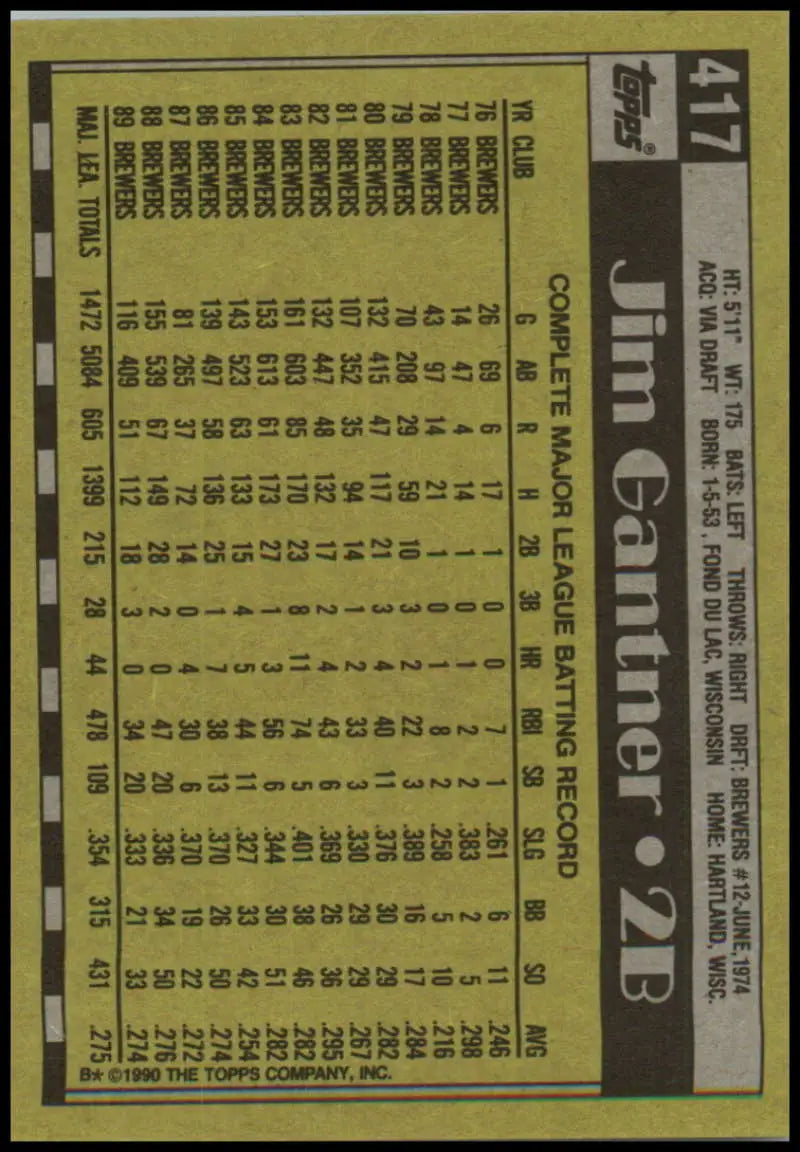 417
topps®
HT: 5'11" WT: 175 BATS: LEFT THROWS: RIGHT DRFT: BREWERS #12-JUNE, 1974
ACQ: VIA DRAFT BORN: 1-5-53, FOND DU LAC, WISCONSIN HOME: HARTLAND, WISC.
Jim Gantner • 2B
COMPLETE MAJOR LEAGUE BATTING RECORD
YR CLUB G AB R H 2B 3B HR RBI SB SLG BB SO AVG
76 BREWERS 26 69 6 17 1 0 0 7 1 .261 6 11 .246
77 BREWERS 14 47 4 14 1 0 1 2 2 .383 2 5 .298
78 BREWERS 43 97 14 21 1 0 1 8 2 .258 5 10 .216
79 BREWERS 70 208 29 59 10 3 2 22 3 .389 16 17 .284
80 BREWERS 132 415 47 117 21 3 4 40 11 .376 30 29 .282
81 BREWERS 107 352 35 94 14 1 2 33 3 .330 29 29 .267
82 BREWERS 132 447 48 132 17 2 4 43 6 .369 26 36 .295
83 BREWERS 161 603 85 170 23 8 11 74 5 .401 38 46 .282
84 BREWERS 153 613 61 173 27 1 3 56 6 .344 30 51 .282
85 BREWERS 143 523 63 133 15 4 5 44 11 .327 33 42 .254
86 BREWERS 139 497 58 136 25 1 7 38 13 .370 26 50 .274
87 BREWERS 81 265 37 72 14 0 4 30 6 .370 19 22 .272
88 BREWERS 155 539 67 149 28 2 0 47 20 .336 34 50 .276
89 BREWERS 116 409 51 112 18 3 0 34 20 .333 21 33 .274
MAJ. LEA. TOTALS 1472 5084 605 1399 215 28 44 478 109 .354 315 431 .275
B* ©1990 THE TOPPS COMPANY, INC.